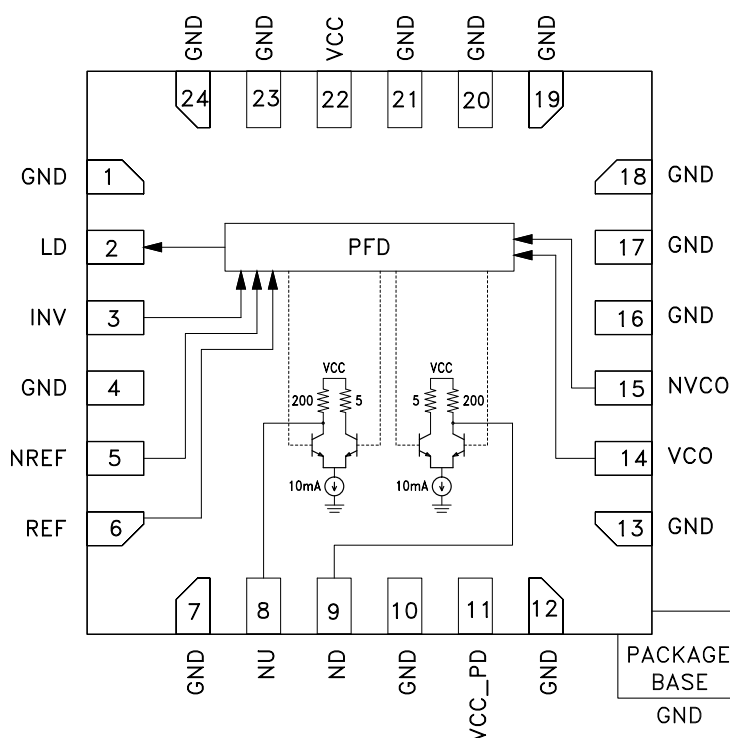 GND GND VCC GND GND GND
24 23 22 21 20 19
GND 1 18 GND
LD 2 PFD 17 GND
INV 3 16 GND
VCC VCC
GND 4 200 5 5 200 15 NVCO
NREF 5 14 VCO
10mA 10mA
REF 6 13 GND
7 8 9 10 11 12
GND NU ND GND VCC_PD GND
PACKAGE
BASE
GND